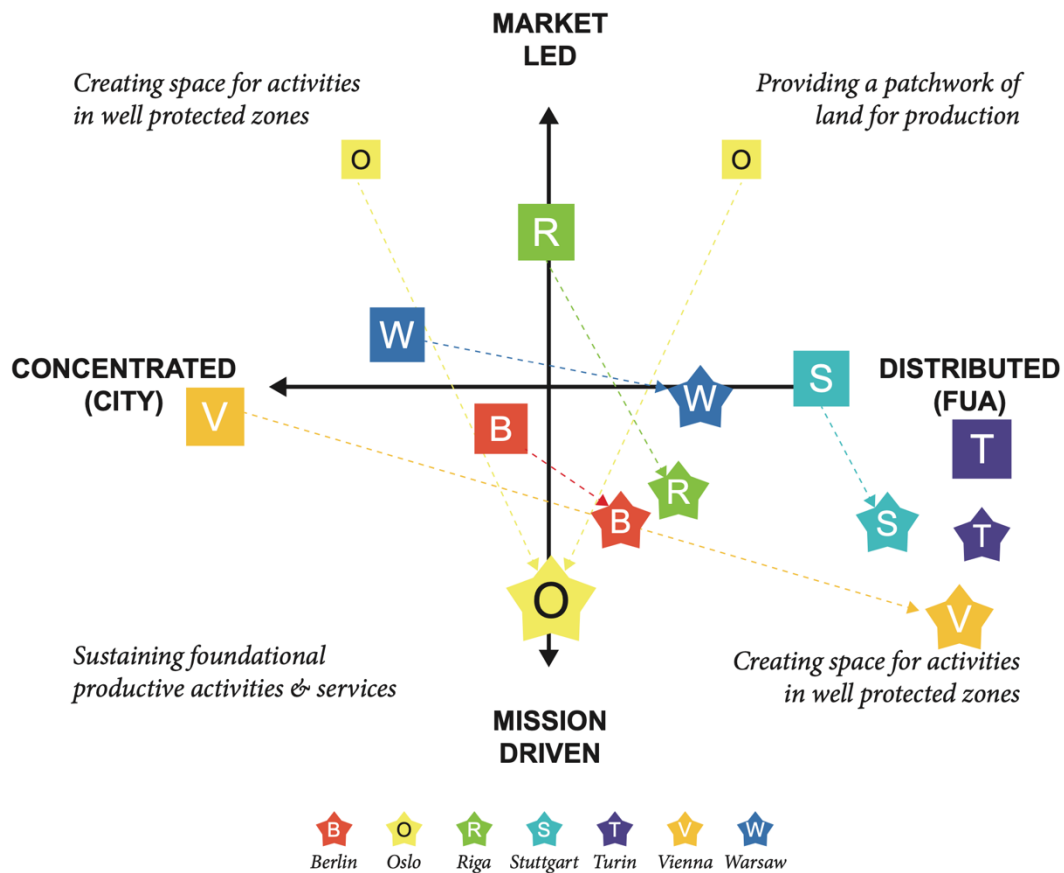 MARKET
LED
Creating space for activities
in well protected zones
Providing a patchwork of
land for production
O
O
R
W
CONCENTRATED
(CITY)
S
DISTRIBUTED
(FUA)
W
V
B
T
R
B
S
T
O
V
Sustaining foundational
productive activities & services
Creating space for activities
in well protected zones
MISSION
DRIVEN
B
O
R
S
T
V
W
Berlin
Oslo
Riga
Stuttgart
Turin
Vienna
Warsaw